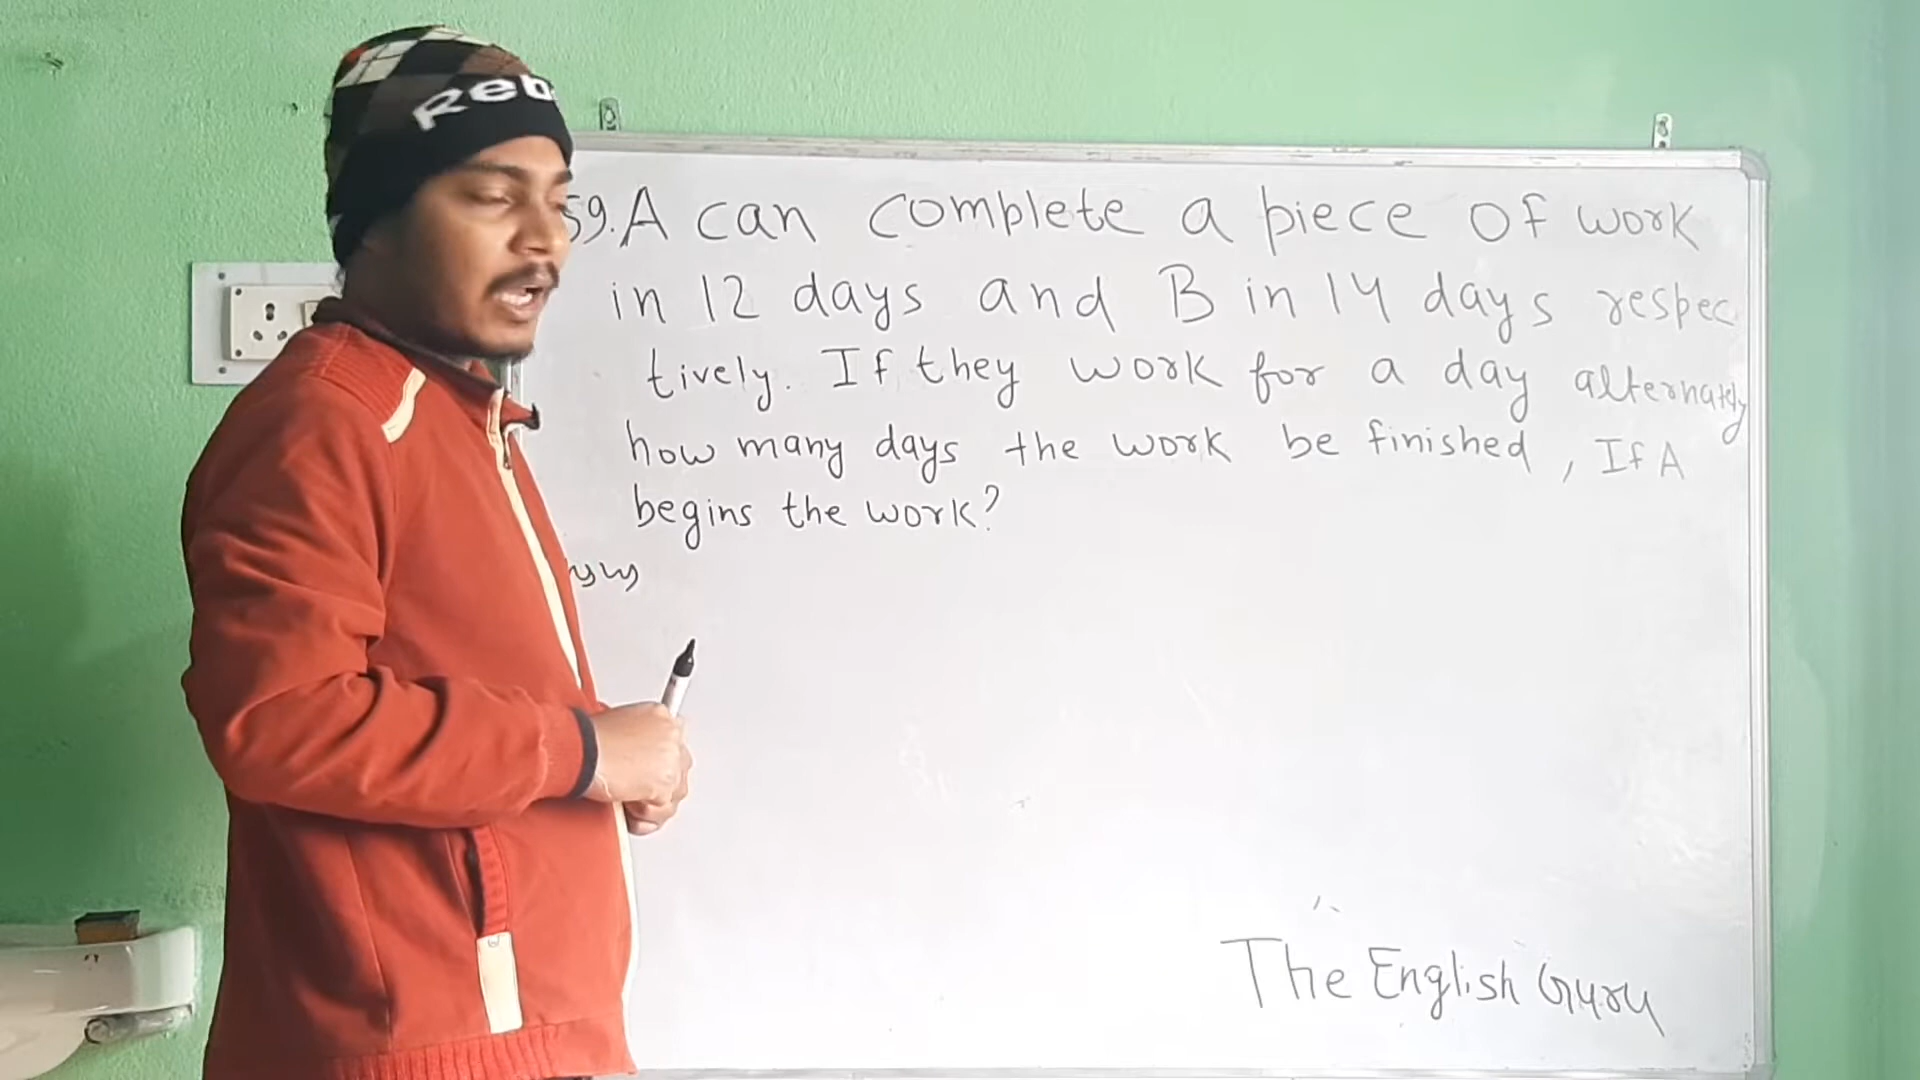 Reb
59. A can complete a piece of work
in 12 days and B in 14 days respec
tively. If they work for a day alternately
how many days the work be finished, If A
begins the work?
The English Guru